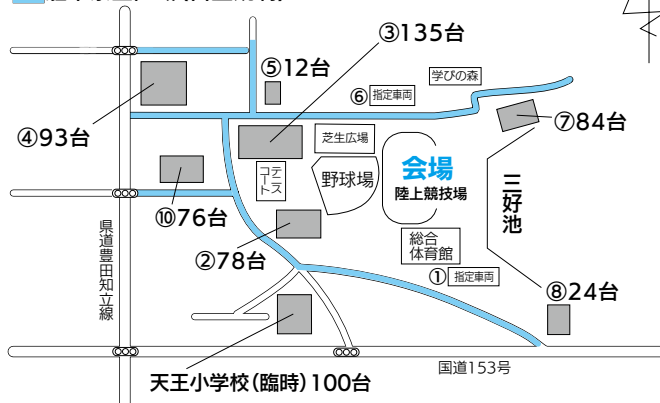 ③135台
⑤12台
学びの森
⑥
指定車両
④93台
⑦84台
芝生広場
会場
陸上競技場
テニス
コート
野球場
三好池
⑩76台
総合
体育館
県道豊田知立線
②78台
①
指定車両
⑧24台
国道153号
天王小学校(臨時)100台